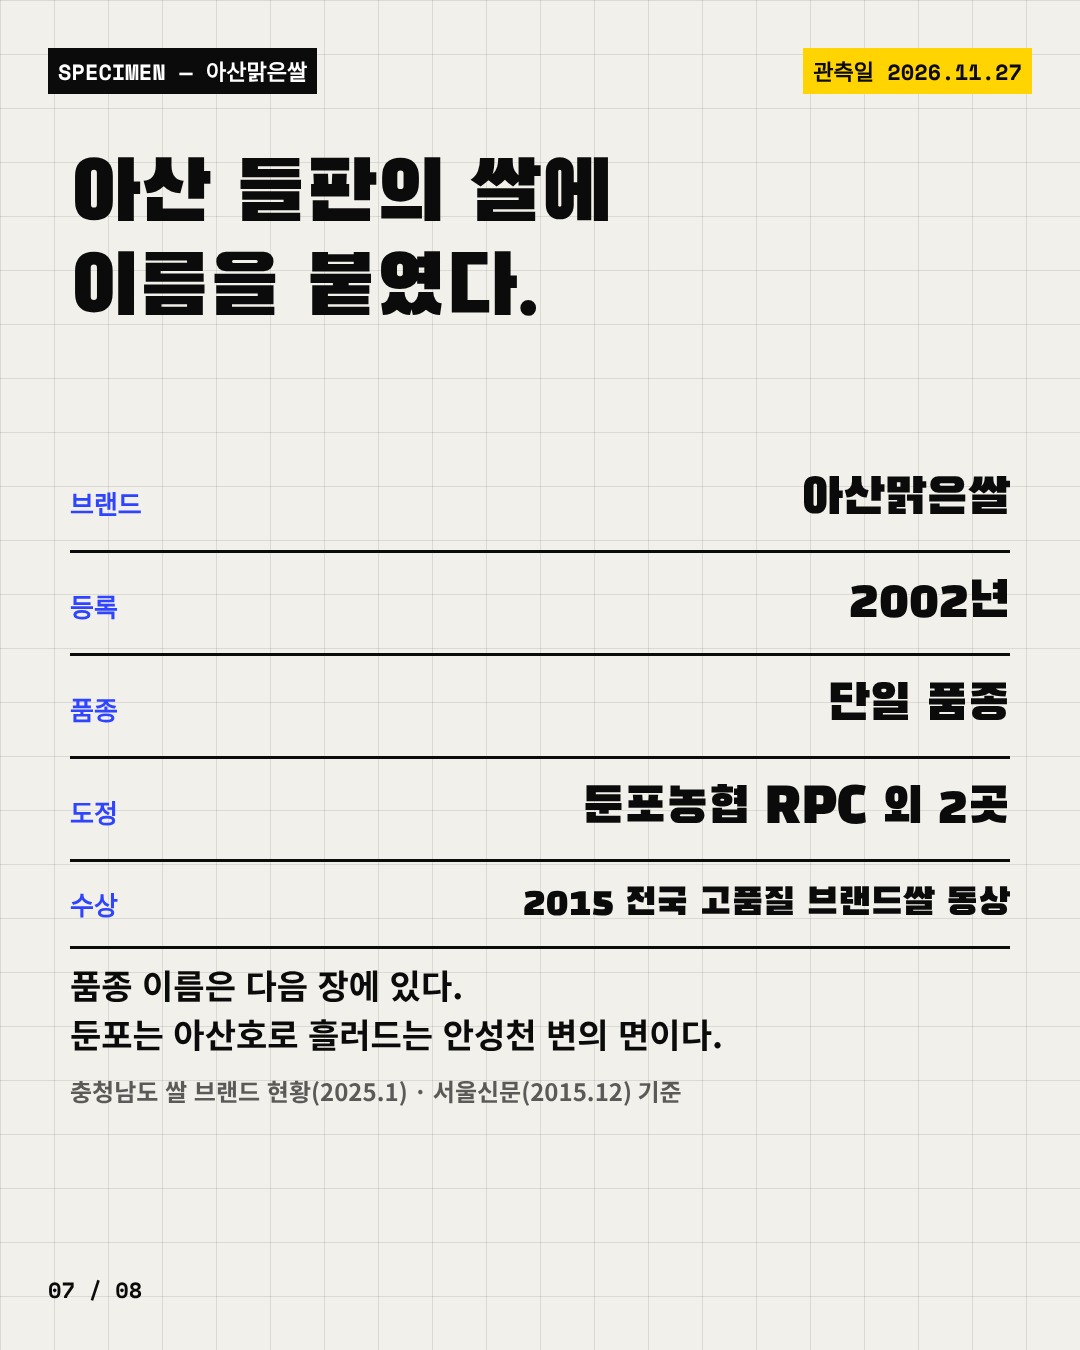 SPECIMEN — 아산맑은쌀
관측일 2026.11.27
아산 들판의 쌀에
이름을 붙였다.
브랜드 아산맑은쌀
등록 2002년
품종 단일 품종
도정 둔포농협 RPC 외 2곳
수상 2015 전국 고품질 브랜드쌀 동상
품종 이름은 다음 장에 있다.
둔포는 아산호로 흘러드는 안성천 변의 면이다.
충청남도 쌀 브랜드 현황(2025.1) · 서울신문(2015.12) 기준
07 / 08